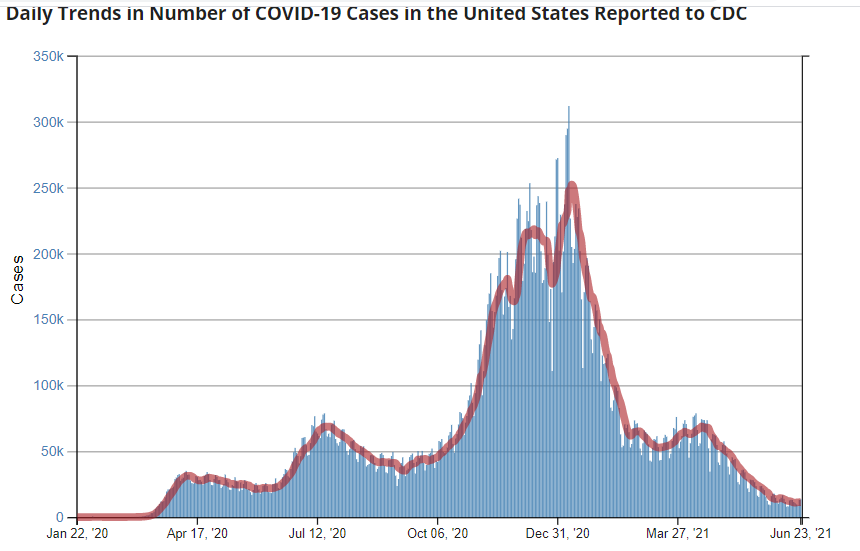 Daily Trends in Number of COVID-19 Cases in the United States Reported to CDC
350k
300k
250k
200k
150k
100k
50k
0
Cases
Jan 22, '20
Apr 17, '20
Jul 12, '20
Oct 06, '20
Dec 31, '20
Mar 27, '21
Jun 23, '21